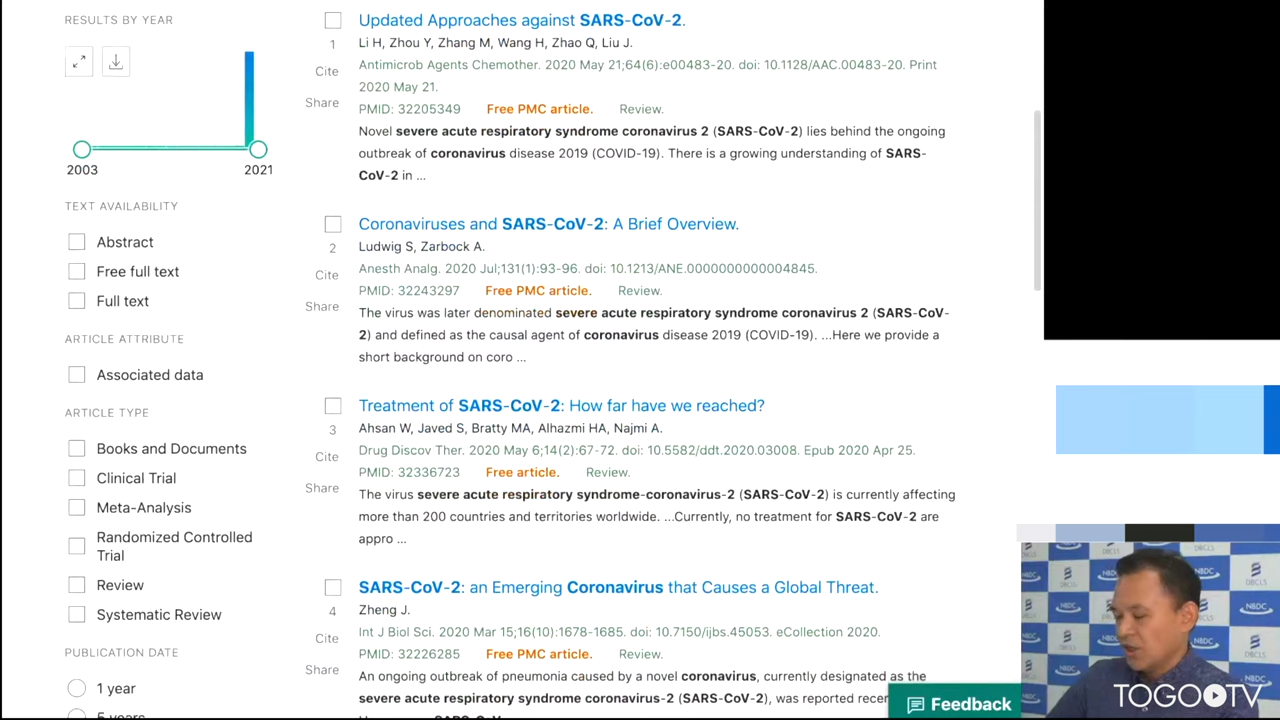 RESULTS BY YEAR
2003
2021
TEXT AVAILABILITY
Abstract
Free full text
Full text
ARTICLE ATTRIBUTE
Associated data
ARTICLE TYPE
Books and Documents
Clinical Trial
Meta-Analysis
Randomized Controlled
Trial
Review
Systematic Review
PUBLICATION DATE
1 year
5 years
1
Cite
Share
Updated Approaches against SARS-CoV-2.
Li H, Zhou Y, Zhang M, Wang H, Zhao Q, Liu J.
Antimicrob Agents Chemother. 2020 May 21;64(6):e00483-20. doi: 10.1128/AAC.00483-20. Print
2020 May 21.
PMID: 32205349 Free PMC article. Review.
Novel severe acute respiratory syndrome coronavirus 2 (SARS-CoV-2) lies behind the ongoing
outbreak of coronavirus disease 2019 (COVID-19). There is a growing understanding of SARS-
CoV-2 in ...
2
Cite
Share
Coronaviruses and SARS-CoV-2: A Brief Overview.
Ludwig S, Zarbock A.
Anesth Analg. 2020 Jul;131(1):93-96. doi: 10.1213/ANE.0000000000004845.
PMID: 32243297 Free PMC article. Review.
The virus was later denominated severe acute respiratory syndrome coronavirus 2 (SARS-CoV-
2) and defined as the causal agent of coronavirus disease 2019 (COVID-19). ...Here we provide a
short background on coro ...
3
Cite
Share
Treatment of SARS-CoV-2: How far have we reached?
Ahsan W, Javed S, Bratty MA, Alhazmi HA, Najmi A.
Drug Discov Ther. 2020 May 6;14(2):67-72. doi: 10.5582/ddt.2020.03008. Epub 2020 Apr 25.
PMID: 32336723 Free article. Review.
The virus severe acute respiratory syndrome-coronavirus-2 (SARS-CoV-2) is currently affecting
more than 200 countries and territories worldwide. ...Currently, no treatment for SARS-CoV-2 are
appro ...
4
Cite
Share
SARS-CoV-2: an Emerging Coronavirus that Causes a Global Threat.
Zheng J.
Int J Biol Sci. 2020 Mar 15;16(10):1678-1685. doi: 10.7150/ijbs.45053. eCollection 2020.
PMID: 32226285 Free PMC article. Review.
An ongoing outbreak of pneumonia caused by a novel coronavirus, currently designated as the
severe acute respiratory syndrome coronavirus-2 (SARS-CoV-2), was reported
Feedback
DBCLS
NBDC
NBDC
DBCLS
NBDC
NBDC
TOGOTV